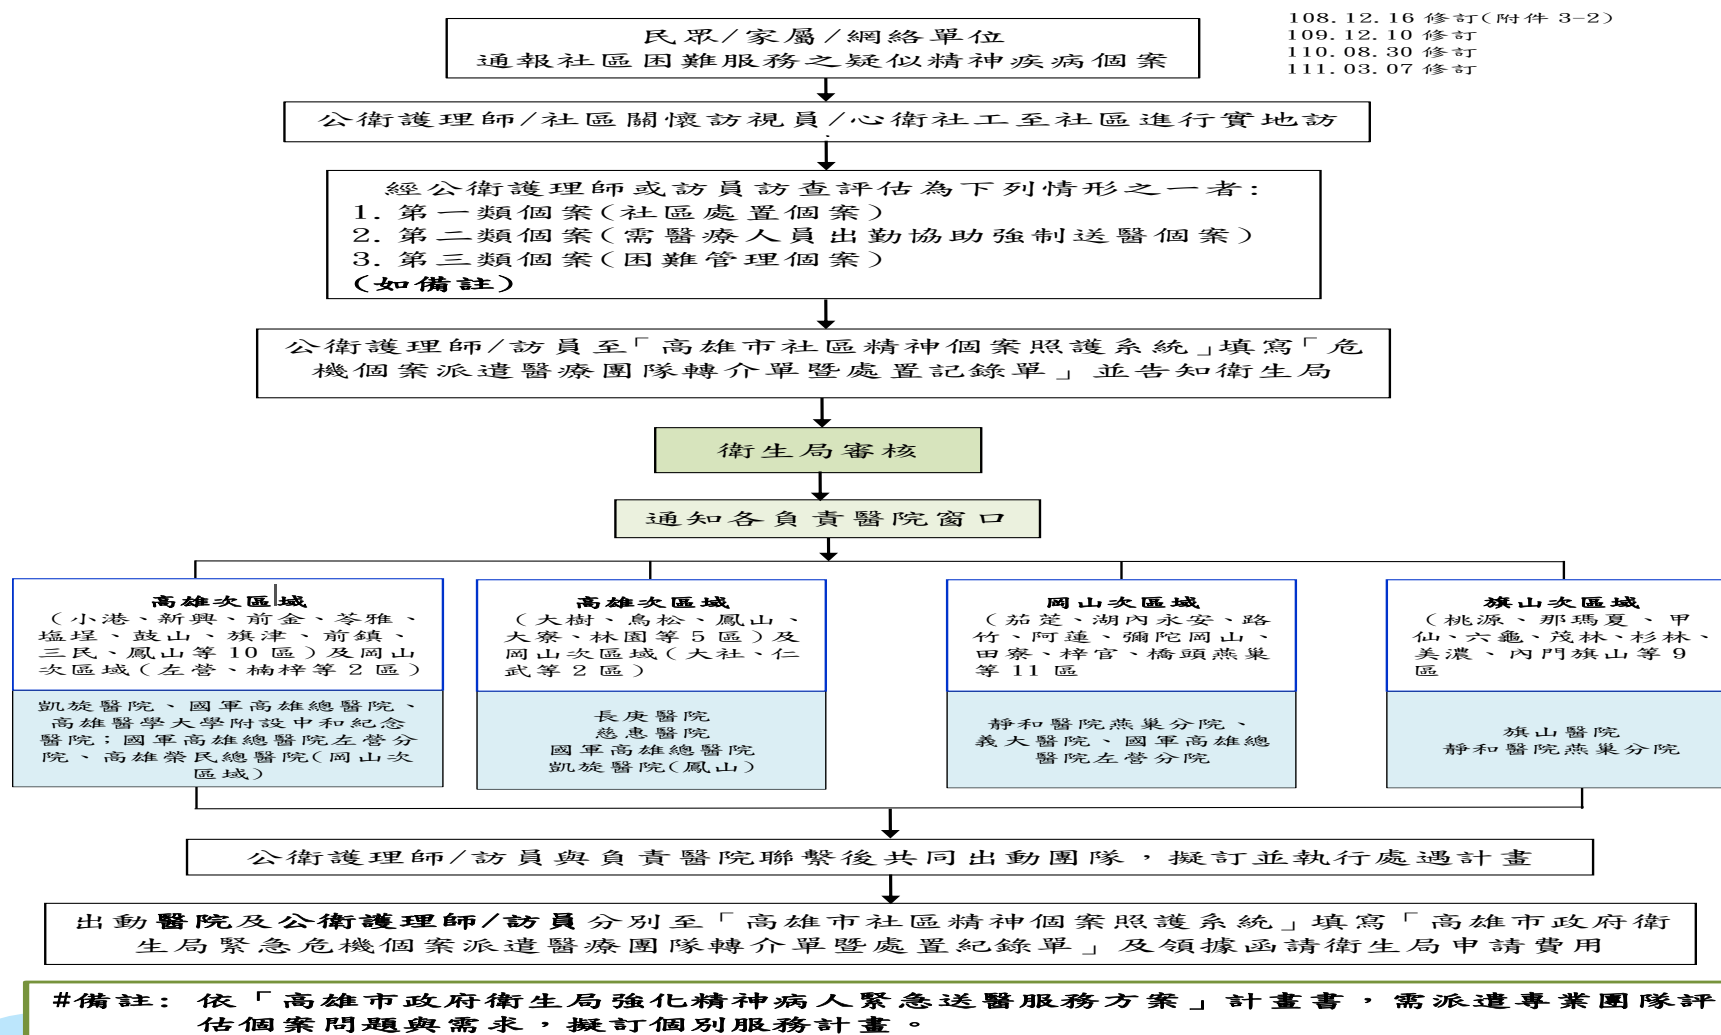 108.12.16 修訂(附件 3-2)
109.12.10 修訂
110.08.30 修訂
111.03.07 修訂
民眾/家屬/網絡單位
通報社區困難服務之疑似精神疾病個案
公衛護理師/社區關懷訪視員/心衛社工至社區進行實地訪
經公衛護理師或訪員訪查評估為下列情形之一者:
1. 第一類個案(社區處置個案)
2. 第二類個案(需醫療人員出勤協助強制送醫個案)
3. 第三類個案(困難管理個案)
(如備註)
公衛護理師/訪員至「高雄市社區精神個案照護系統」填寫「危
機個案派遣醫療團隊轉介單暨處置記錄單」並告知衛生局
衛生局審核
通知各負責醫院窗口
高雄次區域
（小港、新興、前金、苓雅、
塩埕、鼓山、旗津、前鎮、
三民、鳳山等 10 區）及岡山
次區域（左營、楠梓等 2 區）
凱旋醫院、國軍高雄總醫院、
高雄醫學大學附設中和紀念
醫院；國軍高雄總醫院左營分
院、高雄榮民總醫院(岡山次
區域)
高雄次區域
（大樹、鳥松、鳳山、
大寮、林園等 5 區）及
岡山次區域（大社、仁
武等 2 區）
長庚醫院
慈惠醫院
國軍高雄總醫院
凱旋醫院(鳳山)
岡山次區域
（茄萣、湖內永安、路
竹、阿蓮、彌陀岡山、
田寮、梓官、橋頭燕巢
等 11 區
靜和醫院燕巢分院、
義大醫院、國軍高雄總
醫院左營分院
旗山次區域
（桃源、那瑪夏、甲
仙、六龜、茂林、杉林、
美濃、內門旗山等 9
區
旗山醫院
靜和醫院燕巢分院
公衛護理師/訪員與負責醫院聯繫後共同出動團隊，擬訂並執行處遇計畫
出動醫院及公衛護理師/訪員分別至「高雄市社區精神個案照護系統」填寫「高雄市政府衛
生局緊急危機個案派遣醫療團隊轉介單暨處置紀錄單」及領據函請衛生局申請費用
#備註: 依「高雄市政府衛生局強化精神病人緊急送醫服務方案」計畫書，需派遣專業團隊評
估個案問題與需求，擬訂個別服務計畫。